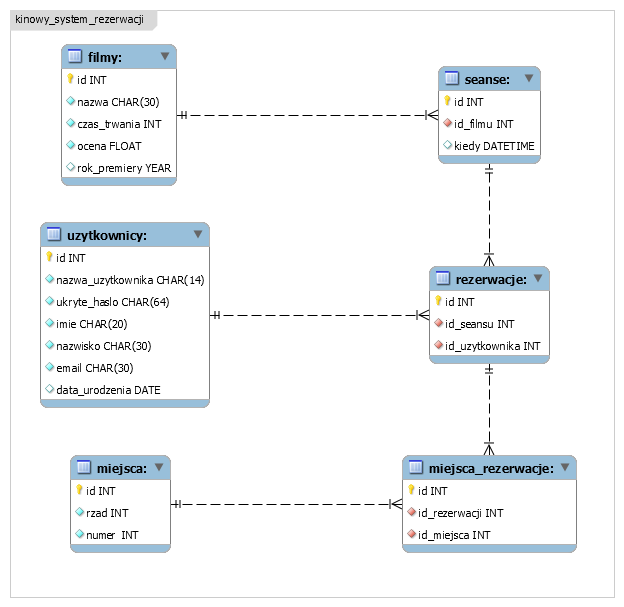 kinowy_system_rezerwacji
filmy:
id INT
nazwa CHAR(30)
czas_trwania INT
ocena FLOAT
rok_premiery YEAR
seanse:
id INT
id_filmu INT
kiedy DATETIME
uzytkownicy:
id INT
nazwa_uzytkownika CHAR(14)
ukryte_haslo CHAR(64)
imie CHAR(20)
nazwisko CHAR(30)
email CHAR(30)
data_urodzenia DATE
rezerwacje:
id INT
id_seansu INT
id_uzytkownika INT
miejsca:
id INT
rzad INT
numer INT
miejsca_rezerwacje:
id INT
id_rezerwacji INT
id_miejsca INT